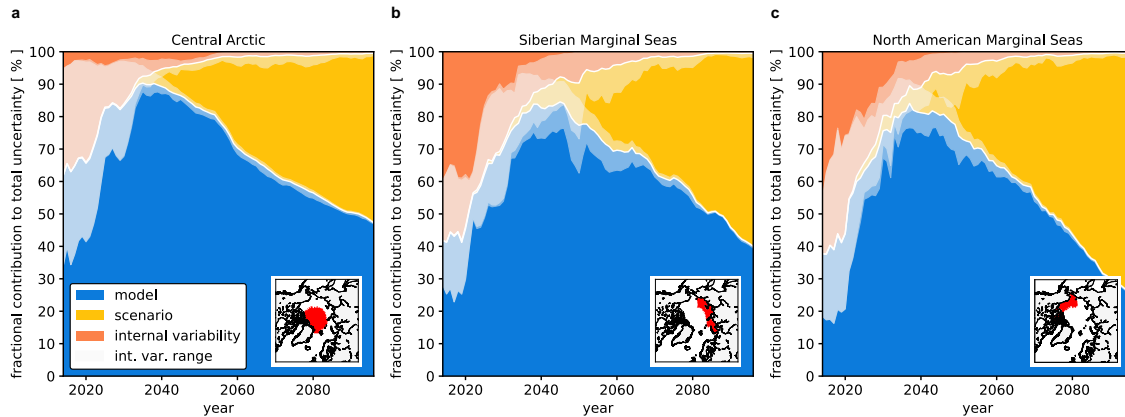 a
Central Arctic
fractional contribution to total uncertainty [ % ]
100
90
80
70
60
50
40
30
20
10
0
model
scenario
internal variability
int. var. range
2020
2040
2060
2080
year
b
Siberian Marginal Seas
fractional contribution to total uncertainty [ % ]
100
90
80
70
60
50
40
30
20
10
0
2020
2040
2060
2080
year
c
North American Marginal Seas
fractional contribution to total uncertainty [ % ]
100
90
80
70
60
50
40
30
20
10
0
2020
2040
2060
2080
year